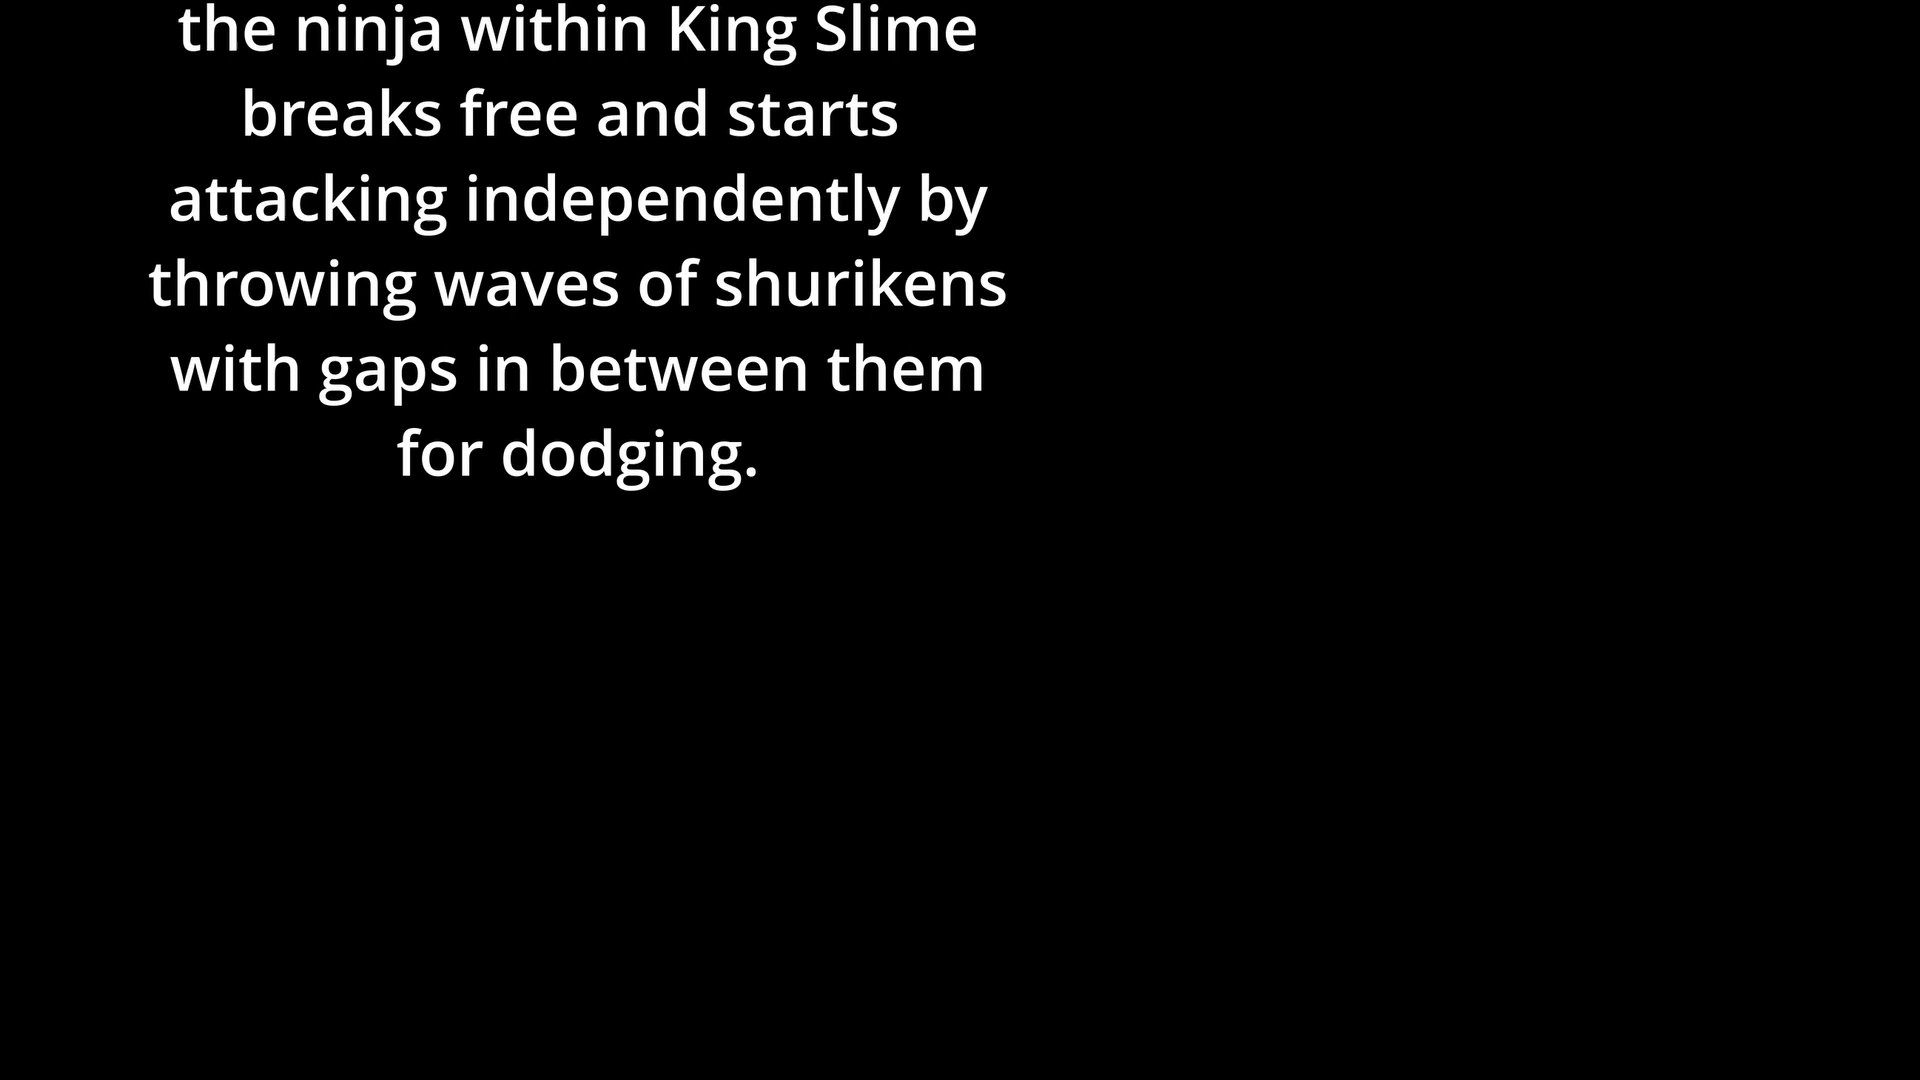 the ninja within King Slime
breaks free and starts
attacking independently by
throwing waves of shurikens
with gaps in between them
for dodging.